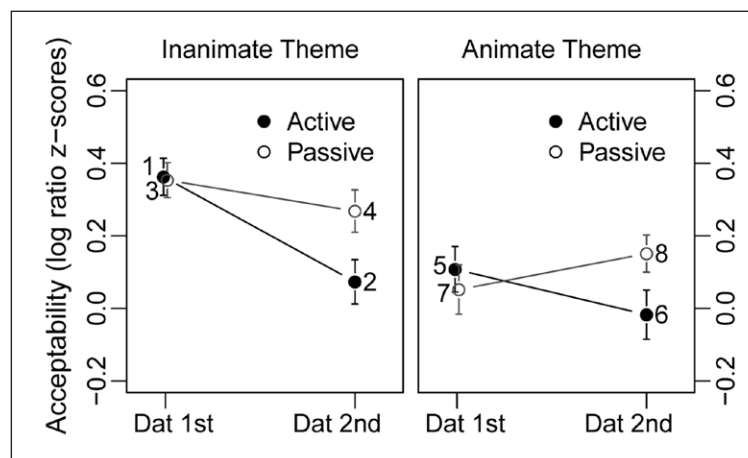 Inanimate Theme
Animate Theme
Acceptability (log ratio z−scores)
0.6
0.4
0.2
0.0
−0.2
Active
Passive
1
3
4
2
Dat 1st
Dat 2nd
Active
Passive
5
7
8
6
Dat 1st
Dat 2nd
0.6
0.4
0.2
0.0
−0.2